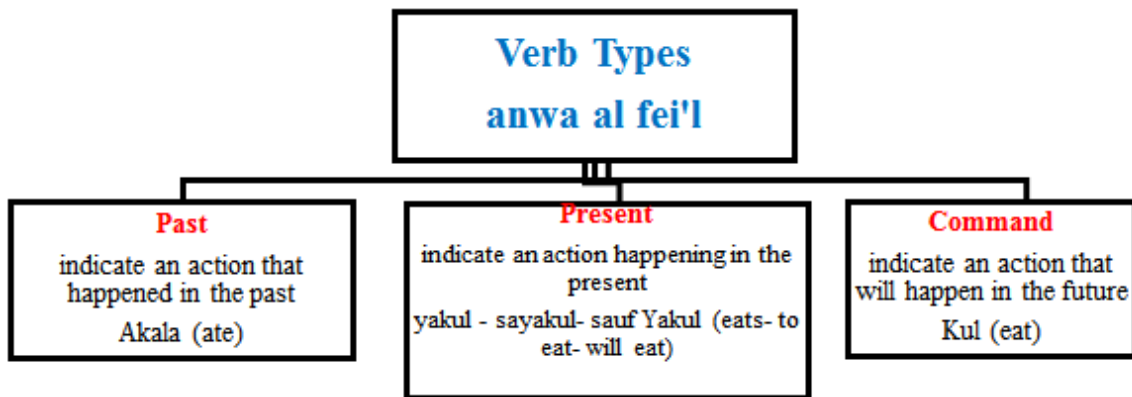 Verb Types
anwa al fei'l
Past
indicate an action that
happened in the past
Akala (ate)
Present
indicate an action happening in the
present
yakul - sayakul- sauf Yakul (eats- to
eat- will eat)
Command
indicate an action that
will happen in the future
Kul (eat)